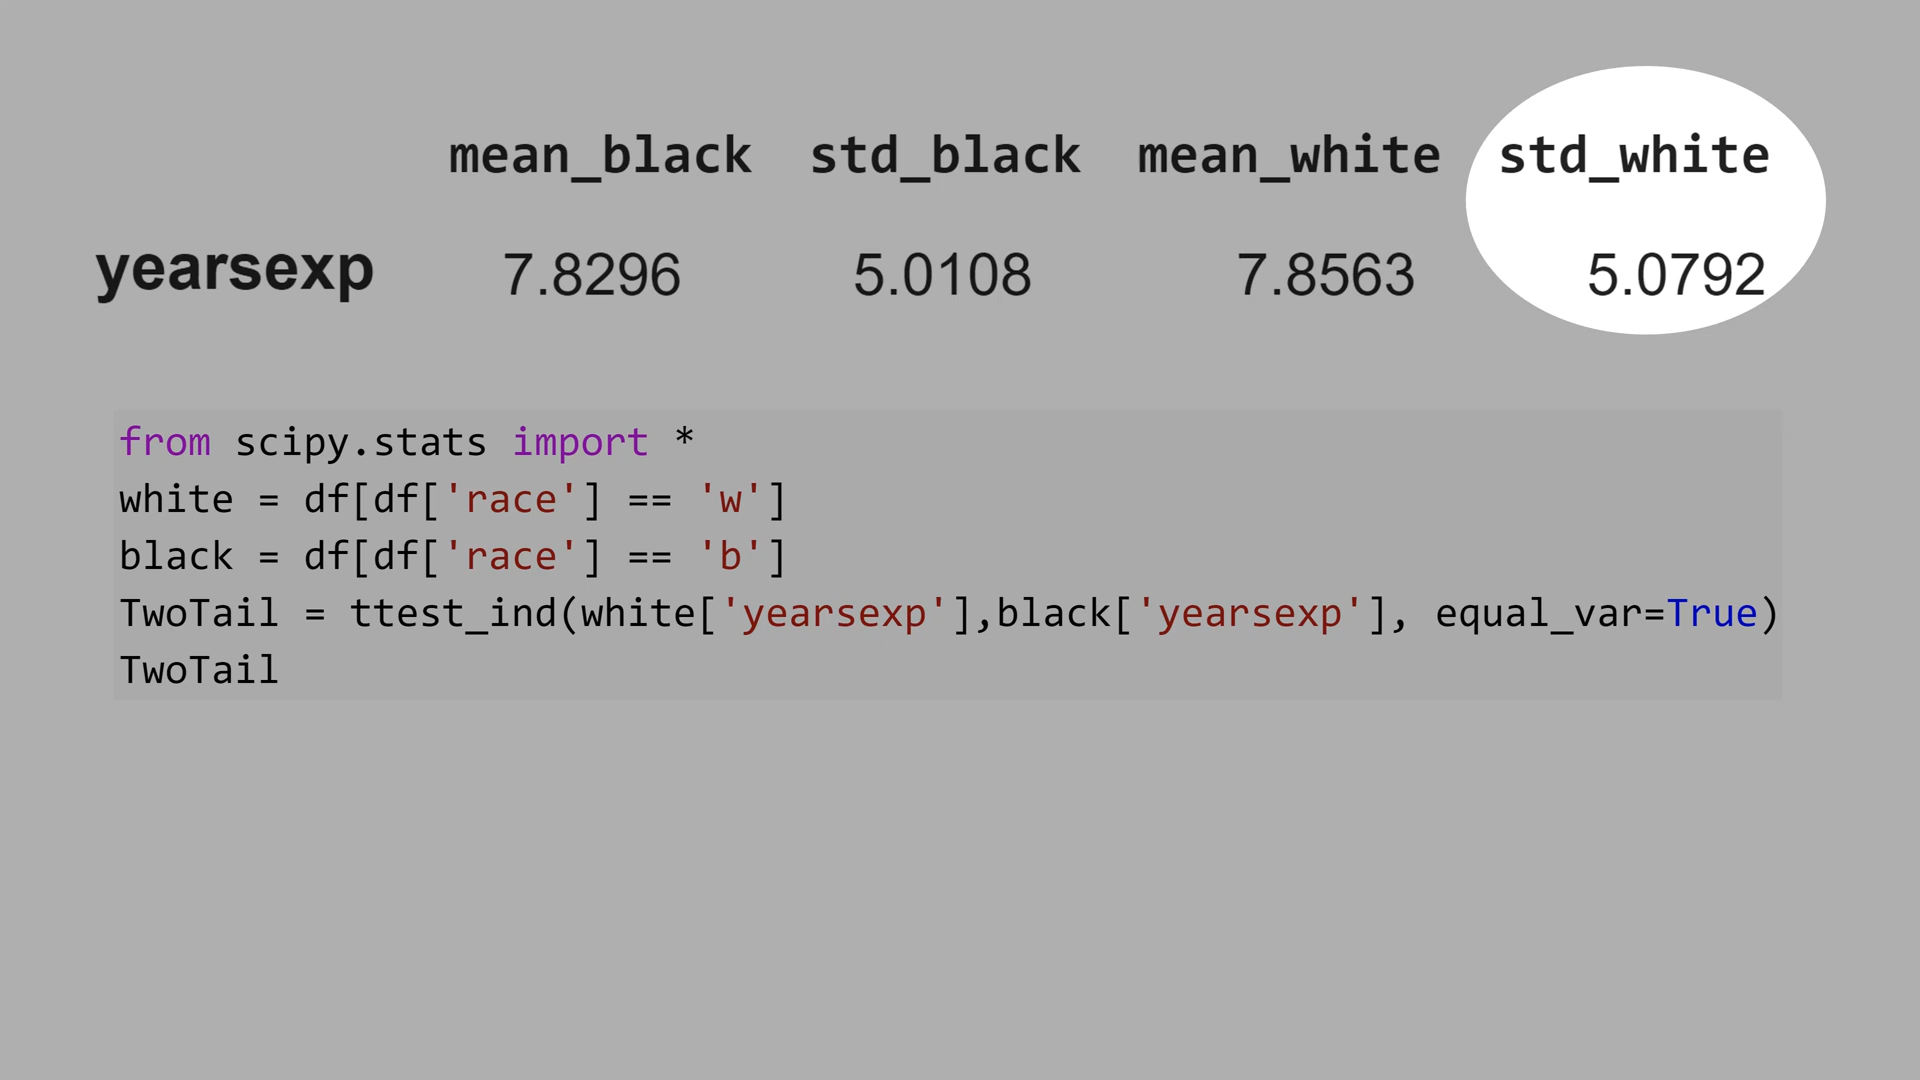 mean_black std_black mean_white std_white
yearsexp 7.8296 5.0108 7.8563 5.0792
from scipy.stats import *
white = df[df['race'] == 'w']
black = df[df['race'] == 'b']
TwoTail = ttest_ind(white['yearsexp'],black['yearsexp'], equal_var=True)
TwoTail